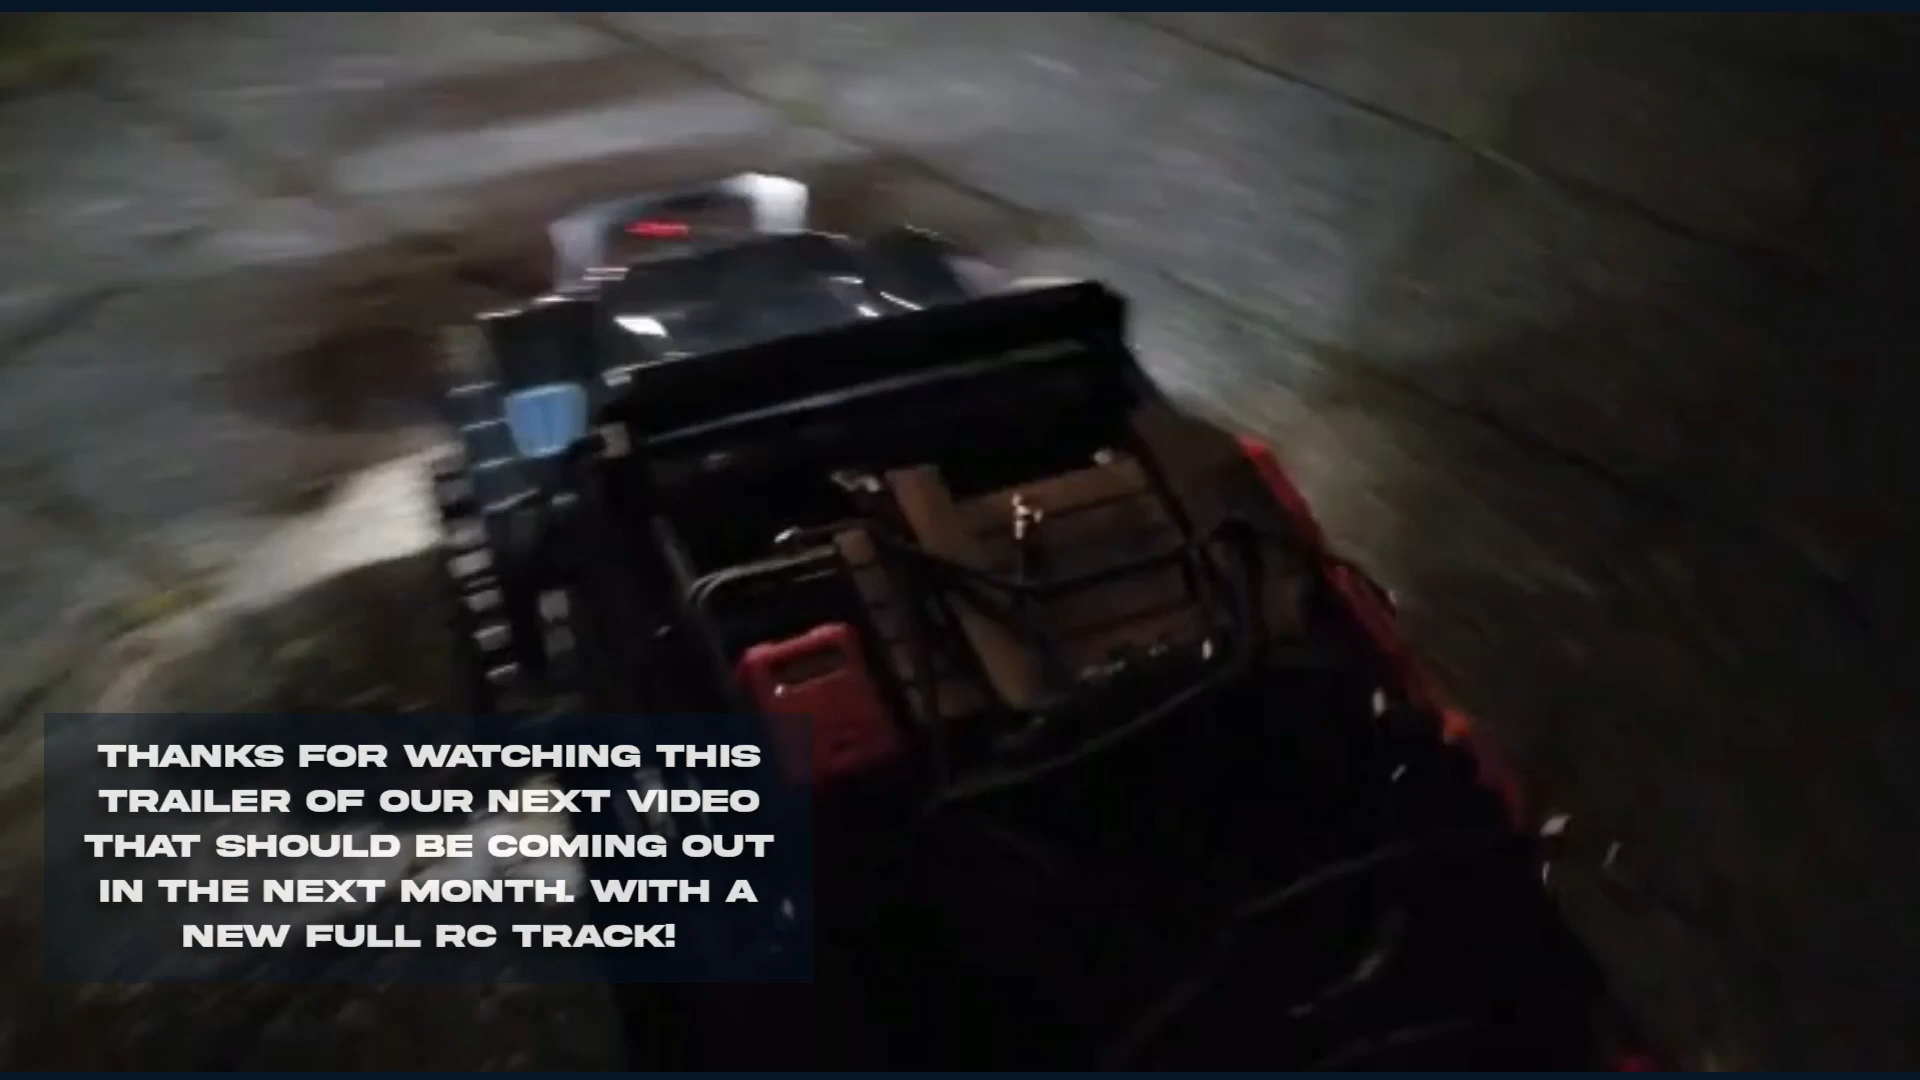 THANKS FOR WATCHING THIS
TRAILER OF OUR NEXT VIDEO
THAT SHOULD BE COMING OUT
IN THE NEXT MONTH. WITH A
NEW FULL RC TRACK!